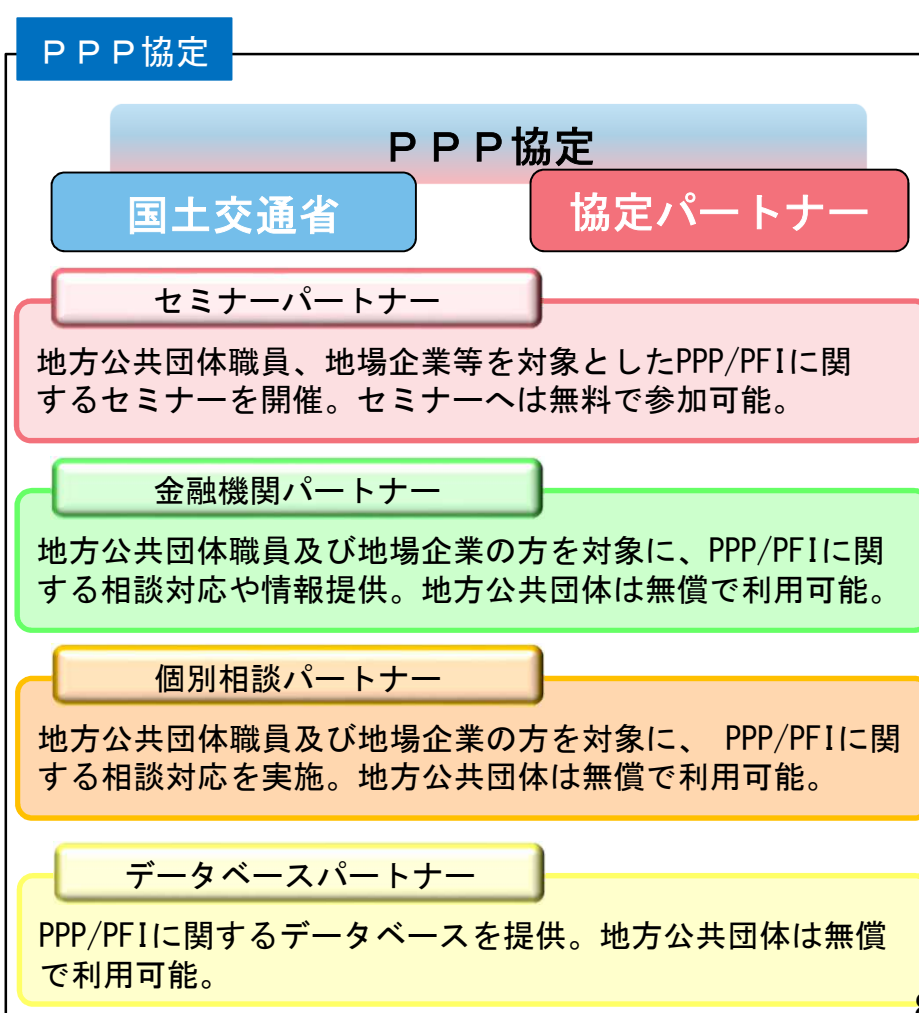 ＰＰＰ協定
ＰＰＰ協定
国土交通省
協定パートナー
セミナーパートナー
地方公共団体職員、地場企業等を対象としたPPP/PFIに関
するセミナーを開催。セミナーへは無料で参加可能。
金融機関パートナー
地方公共団体職員及び地場企業の方を対象に、PPP/PFIに関
する相談対応や情報提供。地方公共団体は無償で利用可能。
個別相談パートナー
地方公共団体職員及び地場企業の方を対象に、 PPP/PFIに関
する相談対応を実施。地方公共団体は無償で利用可能。
データベースパートナー
PPP/PFIに関するデータベースを提供。地方公共団体は無償
で利用可能。